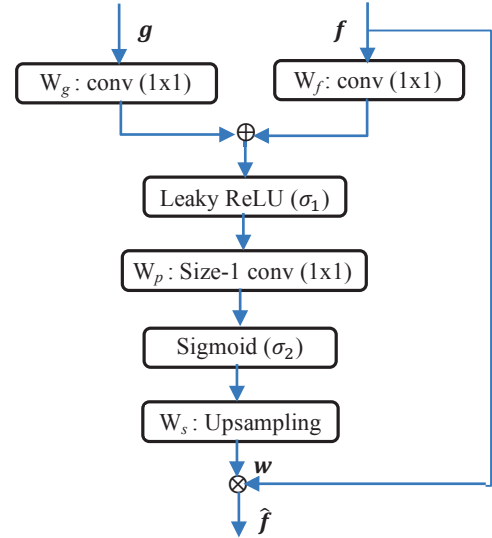 g
f
W_g : conv (1x1)
W_f: conv (1x1)
⊕
Leaky ReLU (σ_1)
W_p : Size-1 conv (1x1)
Sigmoid (σ_2)
W_s : Upsampling
w
⊗
f̂